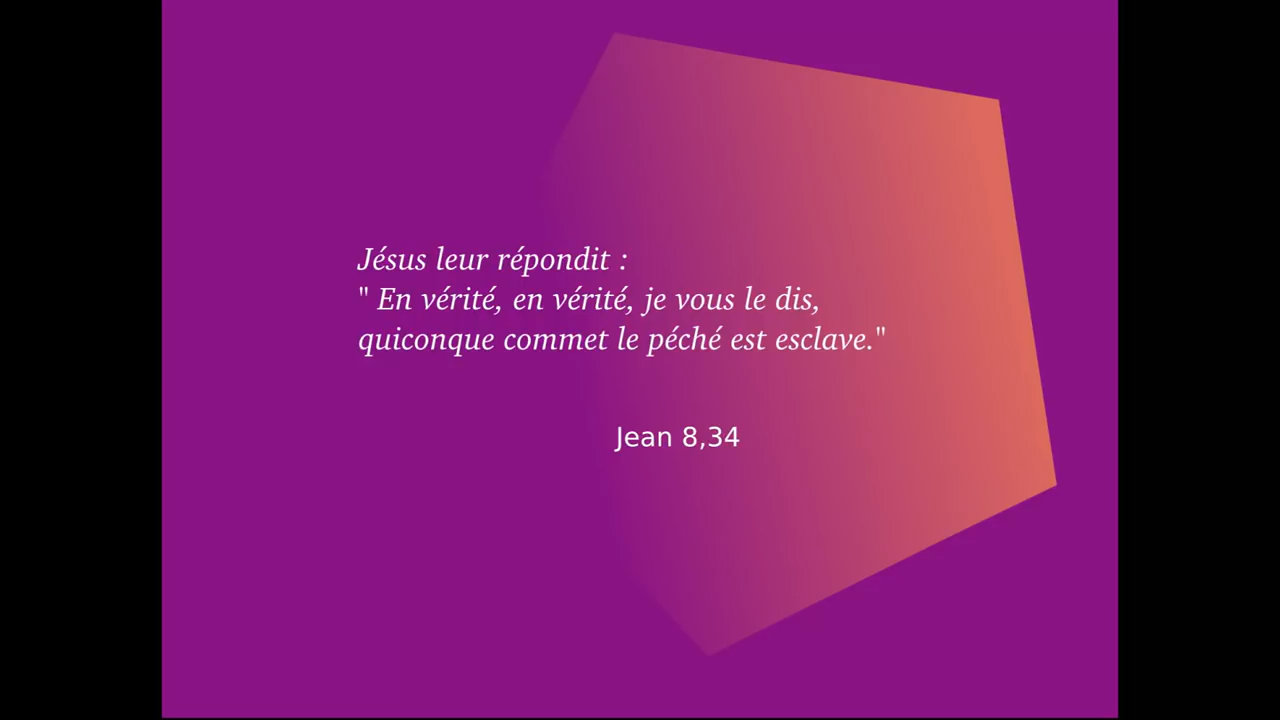 Jésus leur répondit :
" En vérité, en vérité, je vous le dis,
quiconque commet le péché est esclave."
Jean 8,34